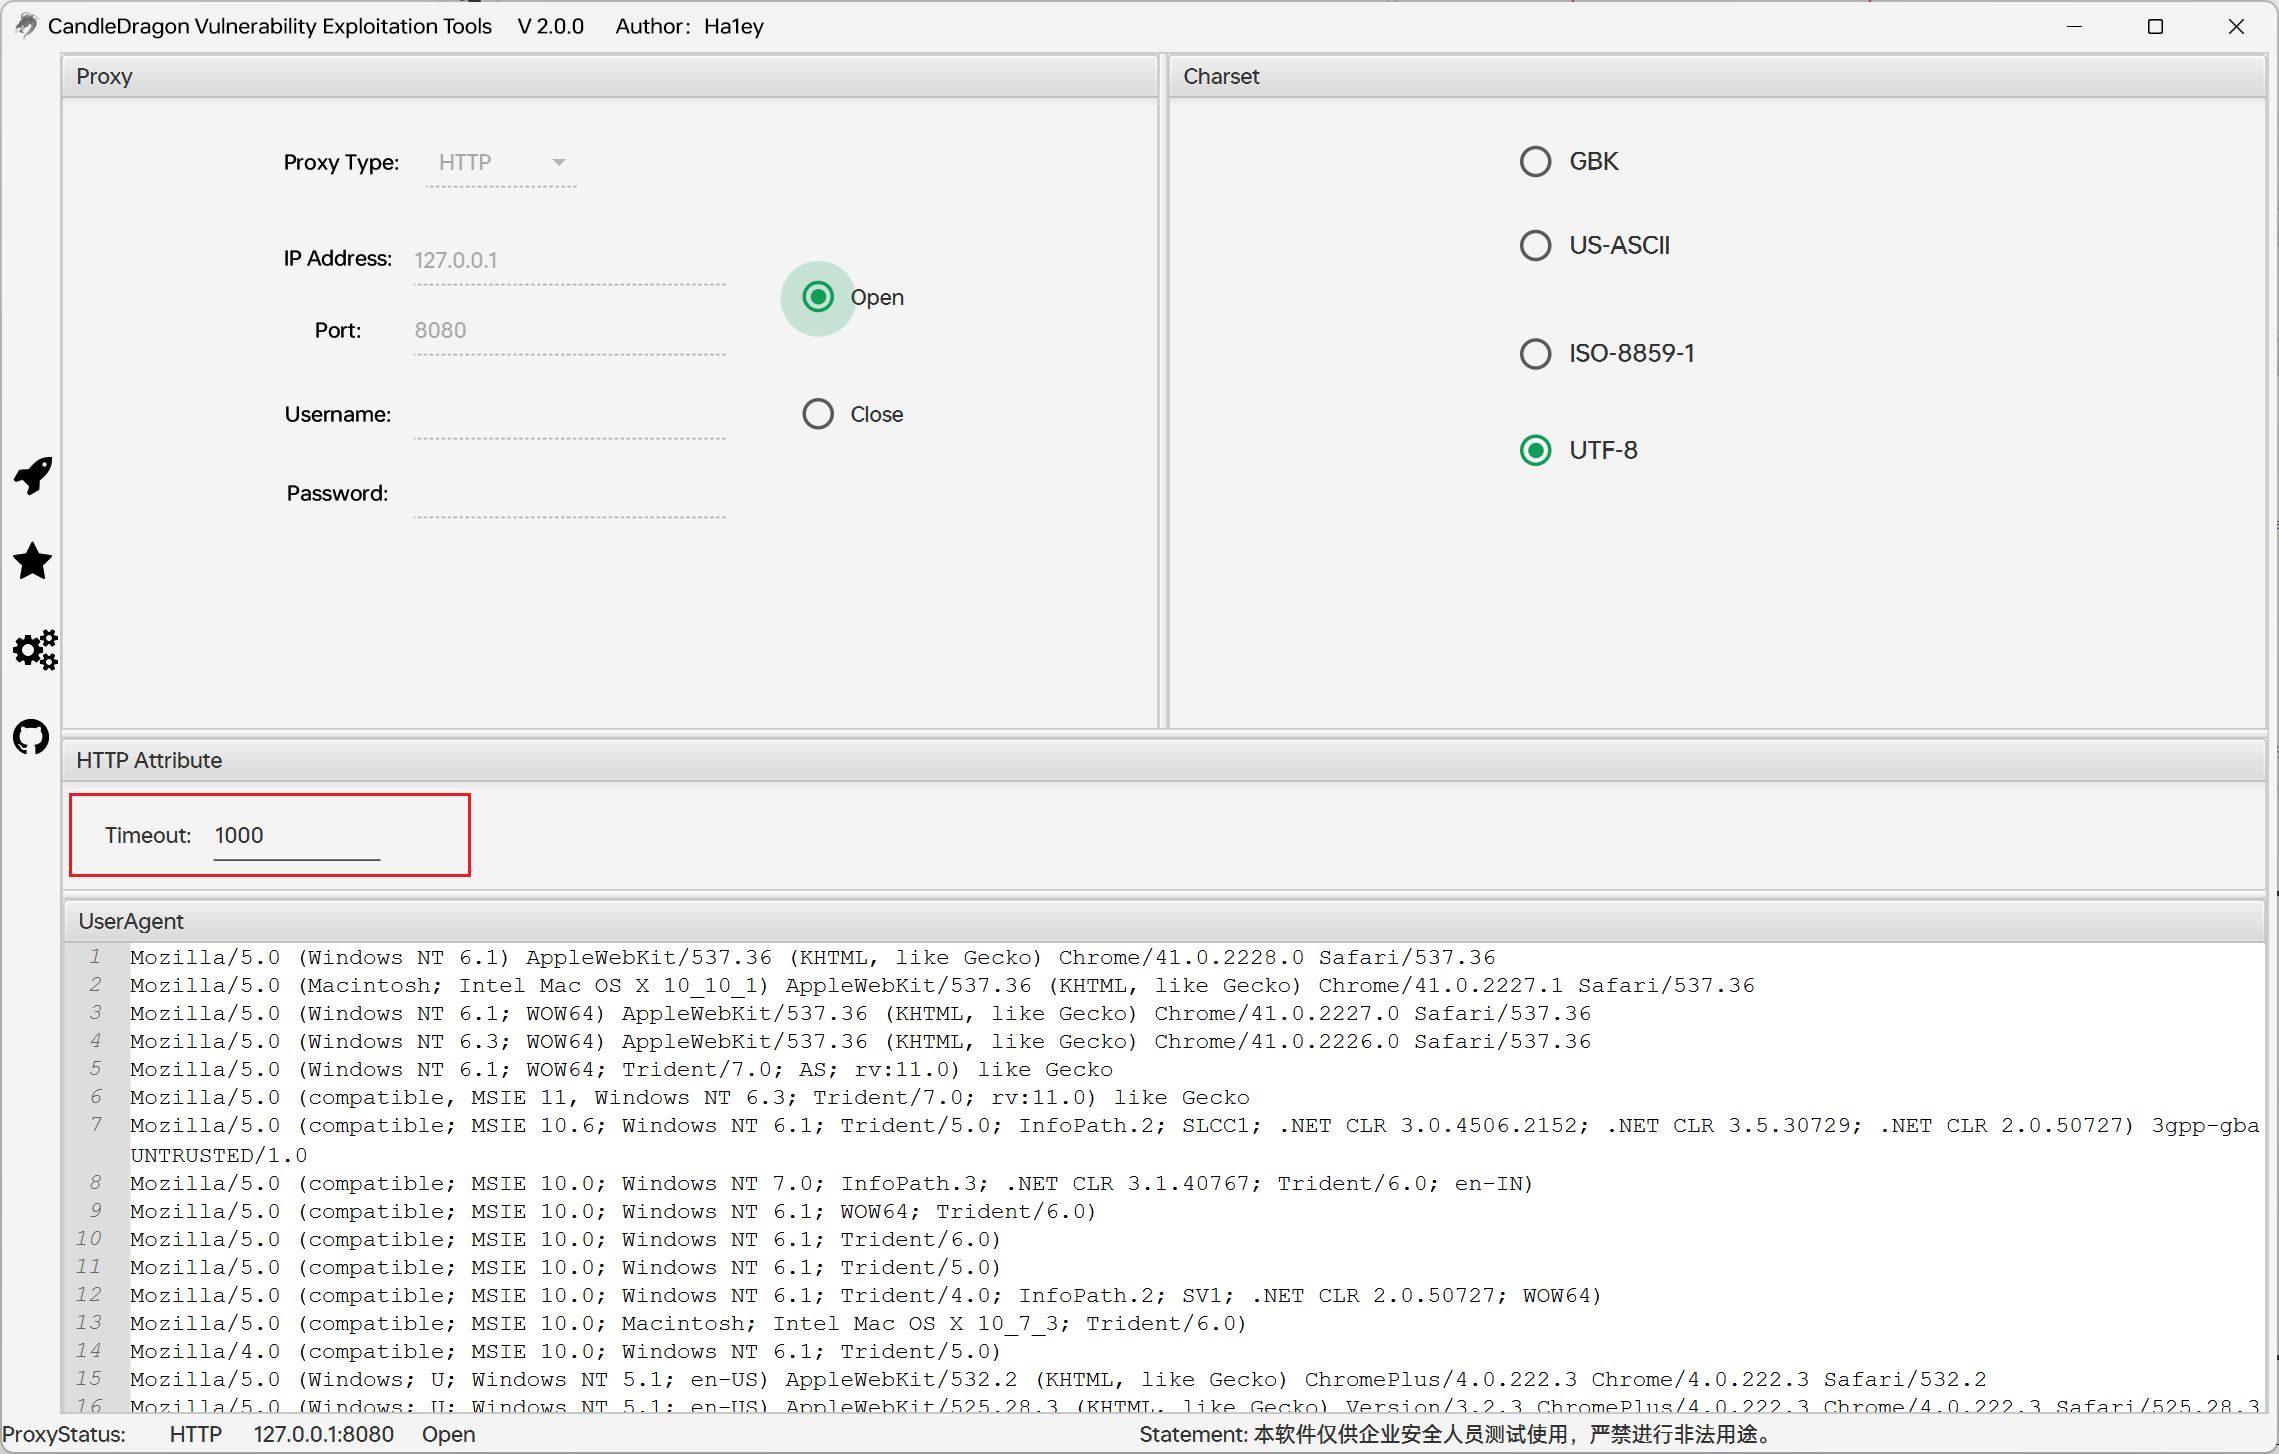 CandleDragon Vulnerability Exploitation Tools V 2.0.0 Author： Ha1ey
Proxy
Proxy Type: HTTP
IP Address: 127.0.0.1
Port: 8080
Username:
Password:
Open
Close
Charset
GBK
US-ASCII
ISO-8859-1
UTF-8
HTTP Attribute
Timeout: 1000
UserAgent
1 Mozilla/5.0 (Windows NT 6.1) AppleWebKit/537.36 (KHTML, like Gecko) Chrome/41.0.2228.0 Safari/537.36
2 Mozilla/5.0 (Macintosh; Intel Mac OS X 10_10_1) AppleWebKit/537.36 (KHTML, like Gecko) Chrome/41.0.2227.1 Safari/537.36
3 Mozilla/5.0 (Windows NT 6.1; WOW64) AppleWebKit/537.36 (KHTML, like Gecko) Chrome/41.0.2227.0 Safari/537.36
4 Mozilla/5.0 (Windows NT 6.3; WOW64) AppleWebKit/537.36 (KHTML, like Gecko) Chrome/41.0.2226.0 Safari/537.36
5 Mozilla/5.0 (Windows NT 6.1; WOW64; Trident/7.0; AS; rv:11.0) like Gecko
6 Mozilla/5.0 (compatible, MSIE 11, Windows NT 6.3; Trident/7.0; rv:11.0) like Gecko
7 Mozilla/5.0 (compatible; MSIE 10.6; Windows NT 6.1; Trident/5.0; InfoPath.2; SLCC1; .NET CLR 3.0.4506.2152; .NET CLR 3.5.30729; .NET CLR 2.0.50727) 3gpp-gba
UNTRUSTED/1.0
8 Mozilla/5.0 (compatible; MSIE 10.0; Windows NT 7.0; InfoPath.3; .NET CLR 3.1.40767; Trident/6.0; en-IN)
9 Mozilla/5.0 (compatible; MSIE 10.0; Windows NT 6.1; WOW64; Trident/6.0)
10 Mozilla/5.0 (compatible; MSIE 10.0; Windows NT 6.1; Trident/6.0)
11 Mozilla/5.0 (compatible; MSIE 10.0; Windows NT 6.1; Trident/5.0)
12 Mozilla/5.0 (compatible; MSIE 10.0; Windows NT 6.1; Trident/4.0; InfoPath.2; SV1; .NET CLR 2.0.50727; WOW64)
13 Mozilla/5.0 (compatible; MSIE 10.0; Macintosh; Intel Mac OS X 10_7_3; Trident/6.0)
14 Mozilla/4.0 (compatible; MSIE 10.0; Windows NT 6.1; Trident/5.0)
15 Mozilla/5.0 (Windows; U; Windows NT 5.1; en-US) AppleWebKit/532.2 (KHTML, like Gecko) ChromePlus/4.0.222.3 Chrome/4.0.222.3 Safari/532.2
16 Mozilla/5.0 (Windows; U; Windows NT 5.1; en-US) AppleWebKit/525.28.3 (KHTML, like Gecko) Version/3.2.3 ChromePlus/4.0.222.3 Chrome/4.0.222.3 Safari/525.28.3
ProxyStatus: HTTP 127.0.0.1:8080 Open Statement: 本软件仅供企业安全人员测试使用，严禁进行非法用途。